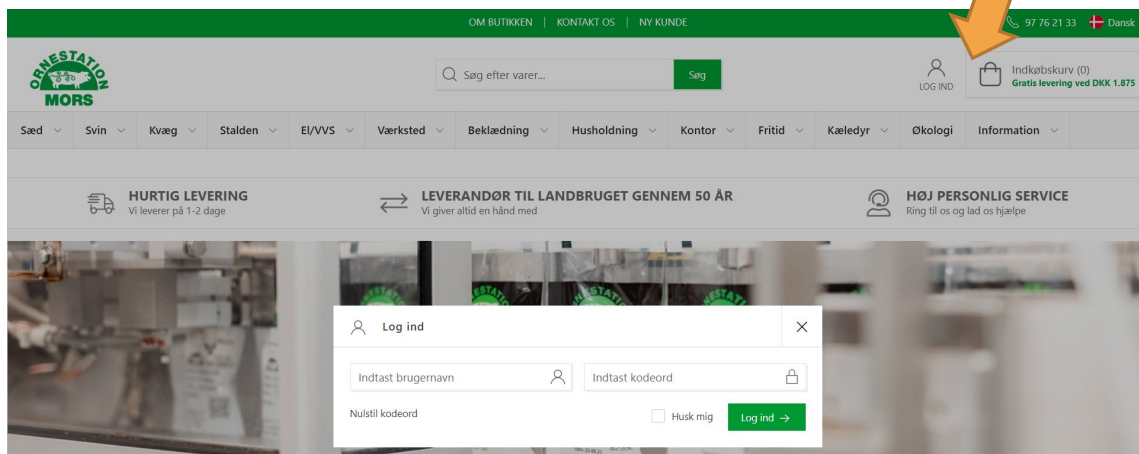 OM BUTIKKEN | KONTAKT OS | NY KUNDE
97 76 21 33 Dansk
ORNESTATION
MORS
Søg efter varer...
Søg
LOG IND
Indkøbskurv (0)
Gratis levering ved DKK 1.875
Sæd Svin Kvæg Stalden El/VVS Værksted Beklædning Husholdning Kontor Fritid Kæledyr Økologi Information
HURTIG LEVERING
Vi leverer på 1-2 dage
LEVERANDØR TIL LANDBRUGET GENNEM 50 ÅR
Vi giver altid en hånd med
HØJ PERSONLIG SERVICE
Ring til os og lad os hjælpe
Log ind
Indtast brugernavn
Indtast kodeord
Nulstil kodeord
Husk mig
Log ind →